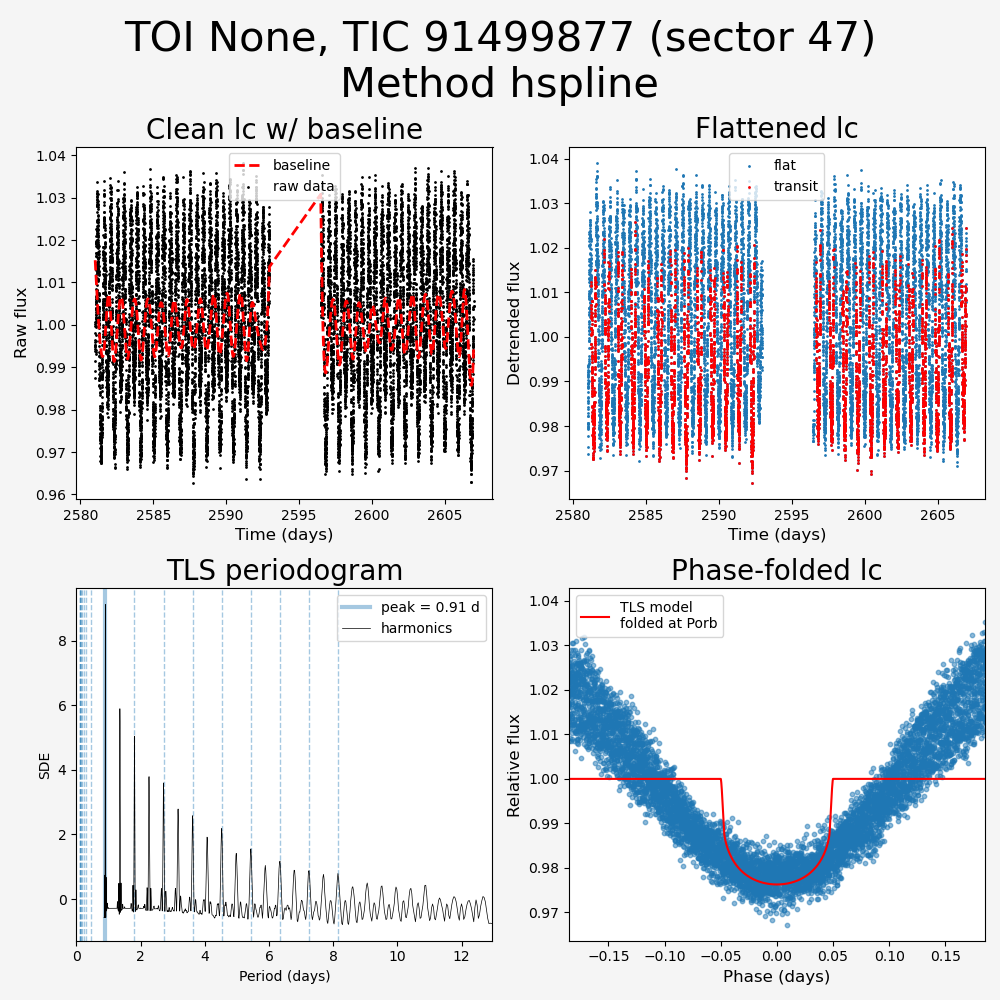 TOI None, TIC 91499877 (sector 47)
Method hspline
Clean lc w/ baseline
Flattened lc
baseline
raw data
flat
transit
1.04
1.03
1.02
1.01
1.00
0.99
0.98
0.97
0.96
Raw flux
2580
2585
2590
2595
2600
2605
Time (days)
1.04
1.03
1.02
1.01
1.00
0.99
0.98
0.97
Detrended flux
2580
2585
2590
2595
2600
2605
Time (days)
TLS periodogram
Phase-folded lc
peak = 0.91 d
harmonics
8
6
4
2
0
SDE
0
2
4
6
8
10
12
Period (days)
TLS model
folded at Porb
1.04
1.03
1.02
1.01
1.00
0.99
0.98
0.97
Relative flux
−0.15
−0.10
−0.05
0.00
0.05
0.10
0.15
Phase (days)